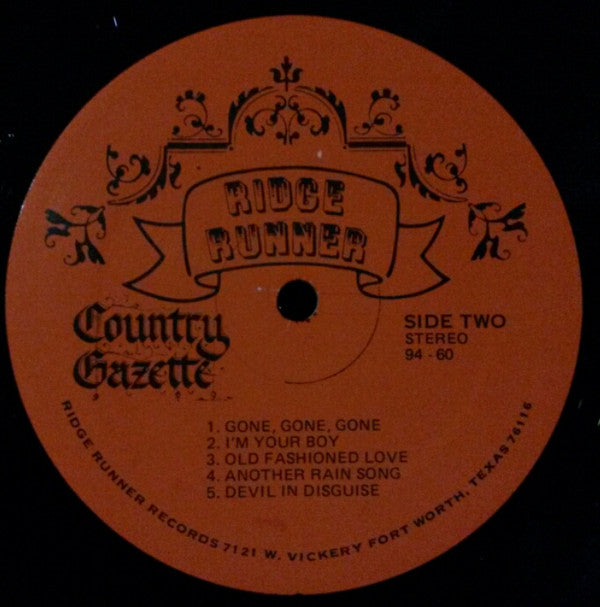 RIDGE
RUNNER
Country
Gazette
SIDE TWO
STEREO
94 - 60
1. GONE, GONE, GONE
2. I'M YOUR BOY
3. OLD FASHIONED LOVE
4. ANOTHER RAIN SONG
5. DEVIL IN DISGUISE
RIDGE RUNNER RECORDS 7121 W. VICKERY FORT WORTH, TEXAS 76116